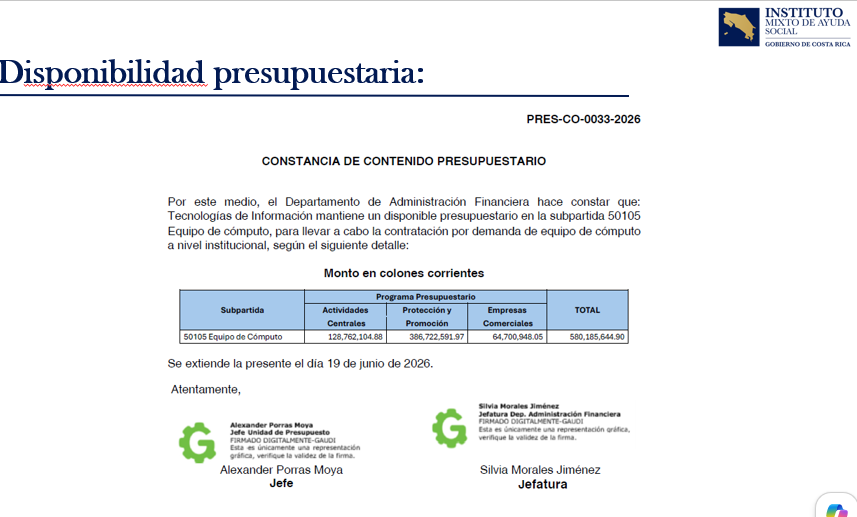 INSTITUTO
MIXTO DE AYUDA
SOCIAL
GOBIERNO DE COSTA RICA
Disponibilidad presupuestaria:
PRES-CO-0033-2026
CONSTANCIA DE CONTENIDO PRESUPUESTARIO
Por este medio, el Departamento de Administración Financiera hace constar que:
Tecnologías de Información mantiene un disponible presupuestario en la subpartida 50105
Equipo de cómputo, para llevar a cabo la contratación por demanda de equipo de cómputo
a nivel institucional, según el siguiente detalle:
Monto en colones corrientes
Subpartida
Programa Presupuestario
Actividades
Centrales
Protección y
Promoción
Empresas
Comerciales
TOTAL
50105 Equipo de Cómputo 128,762,104.88 386,722,591.97 64,700,948.05 580,185,644.90
Se extiende la presente el día 19 de junio de 2026.
Atentamente,
Alexander Porras Moya
Jefe Unidad de Presupuesto
FIRMADO DIGITALMENTE-GAUDI
Esta es únicamente una representación
gráfica, verifique la validez de la firma.
Alexander Porras Moya
Jefe
Silvia Morales Jiménez
Jefatura Dep. Administración Financiera
FIRMADO DIGITALMENTE-GAUDI
Esta es únicamente una representación gráfica,
verifique la validez de la firma.
Silvia Morales Jiménez
Jefatura